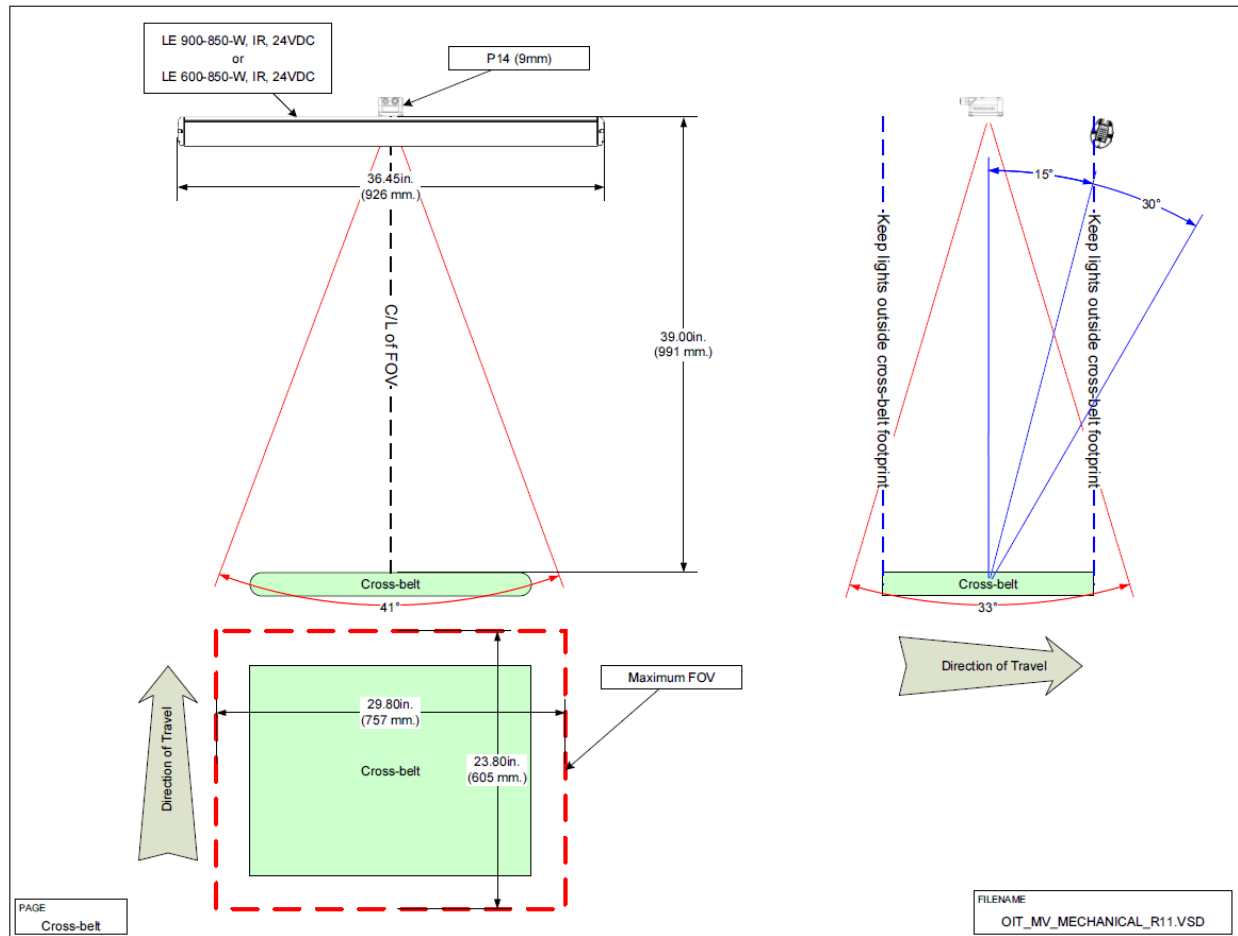 LE 900-850-W, IR, 24VDC
or
LE 600-850-W, IR, 24VDC
P14 (9mm)
36.45in.
(926 mm.)
C/L of FOV
39.00in.
(991 mm.)
Cross-belt
41°
15°
30°
Keep lights outside cross-belt footprint
Keep lights outside cross-belt footprint
Cross-belt
33°
Direction of Travel
Maximum FOV
29.80in.
(757 mm.)
23.80in.
(605 mm.)
Cross-belt
Direction of Travel
PAGE
Cross-belt
FILENAME
OIT_MV_MECHANICAL_R11.VSD